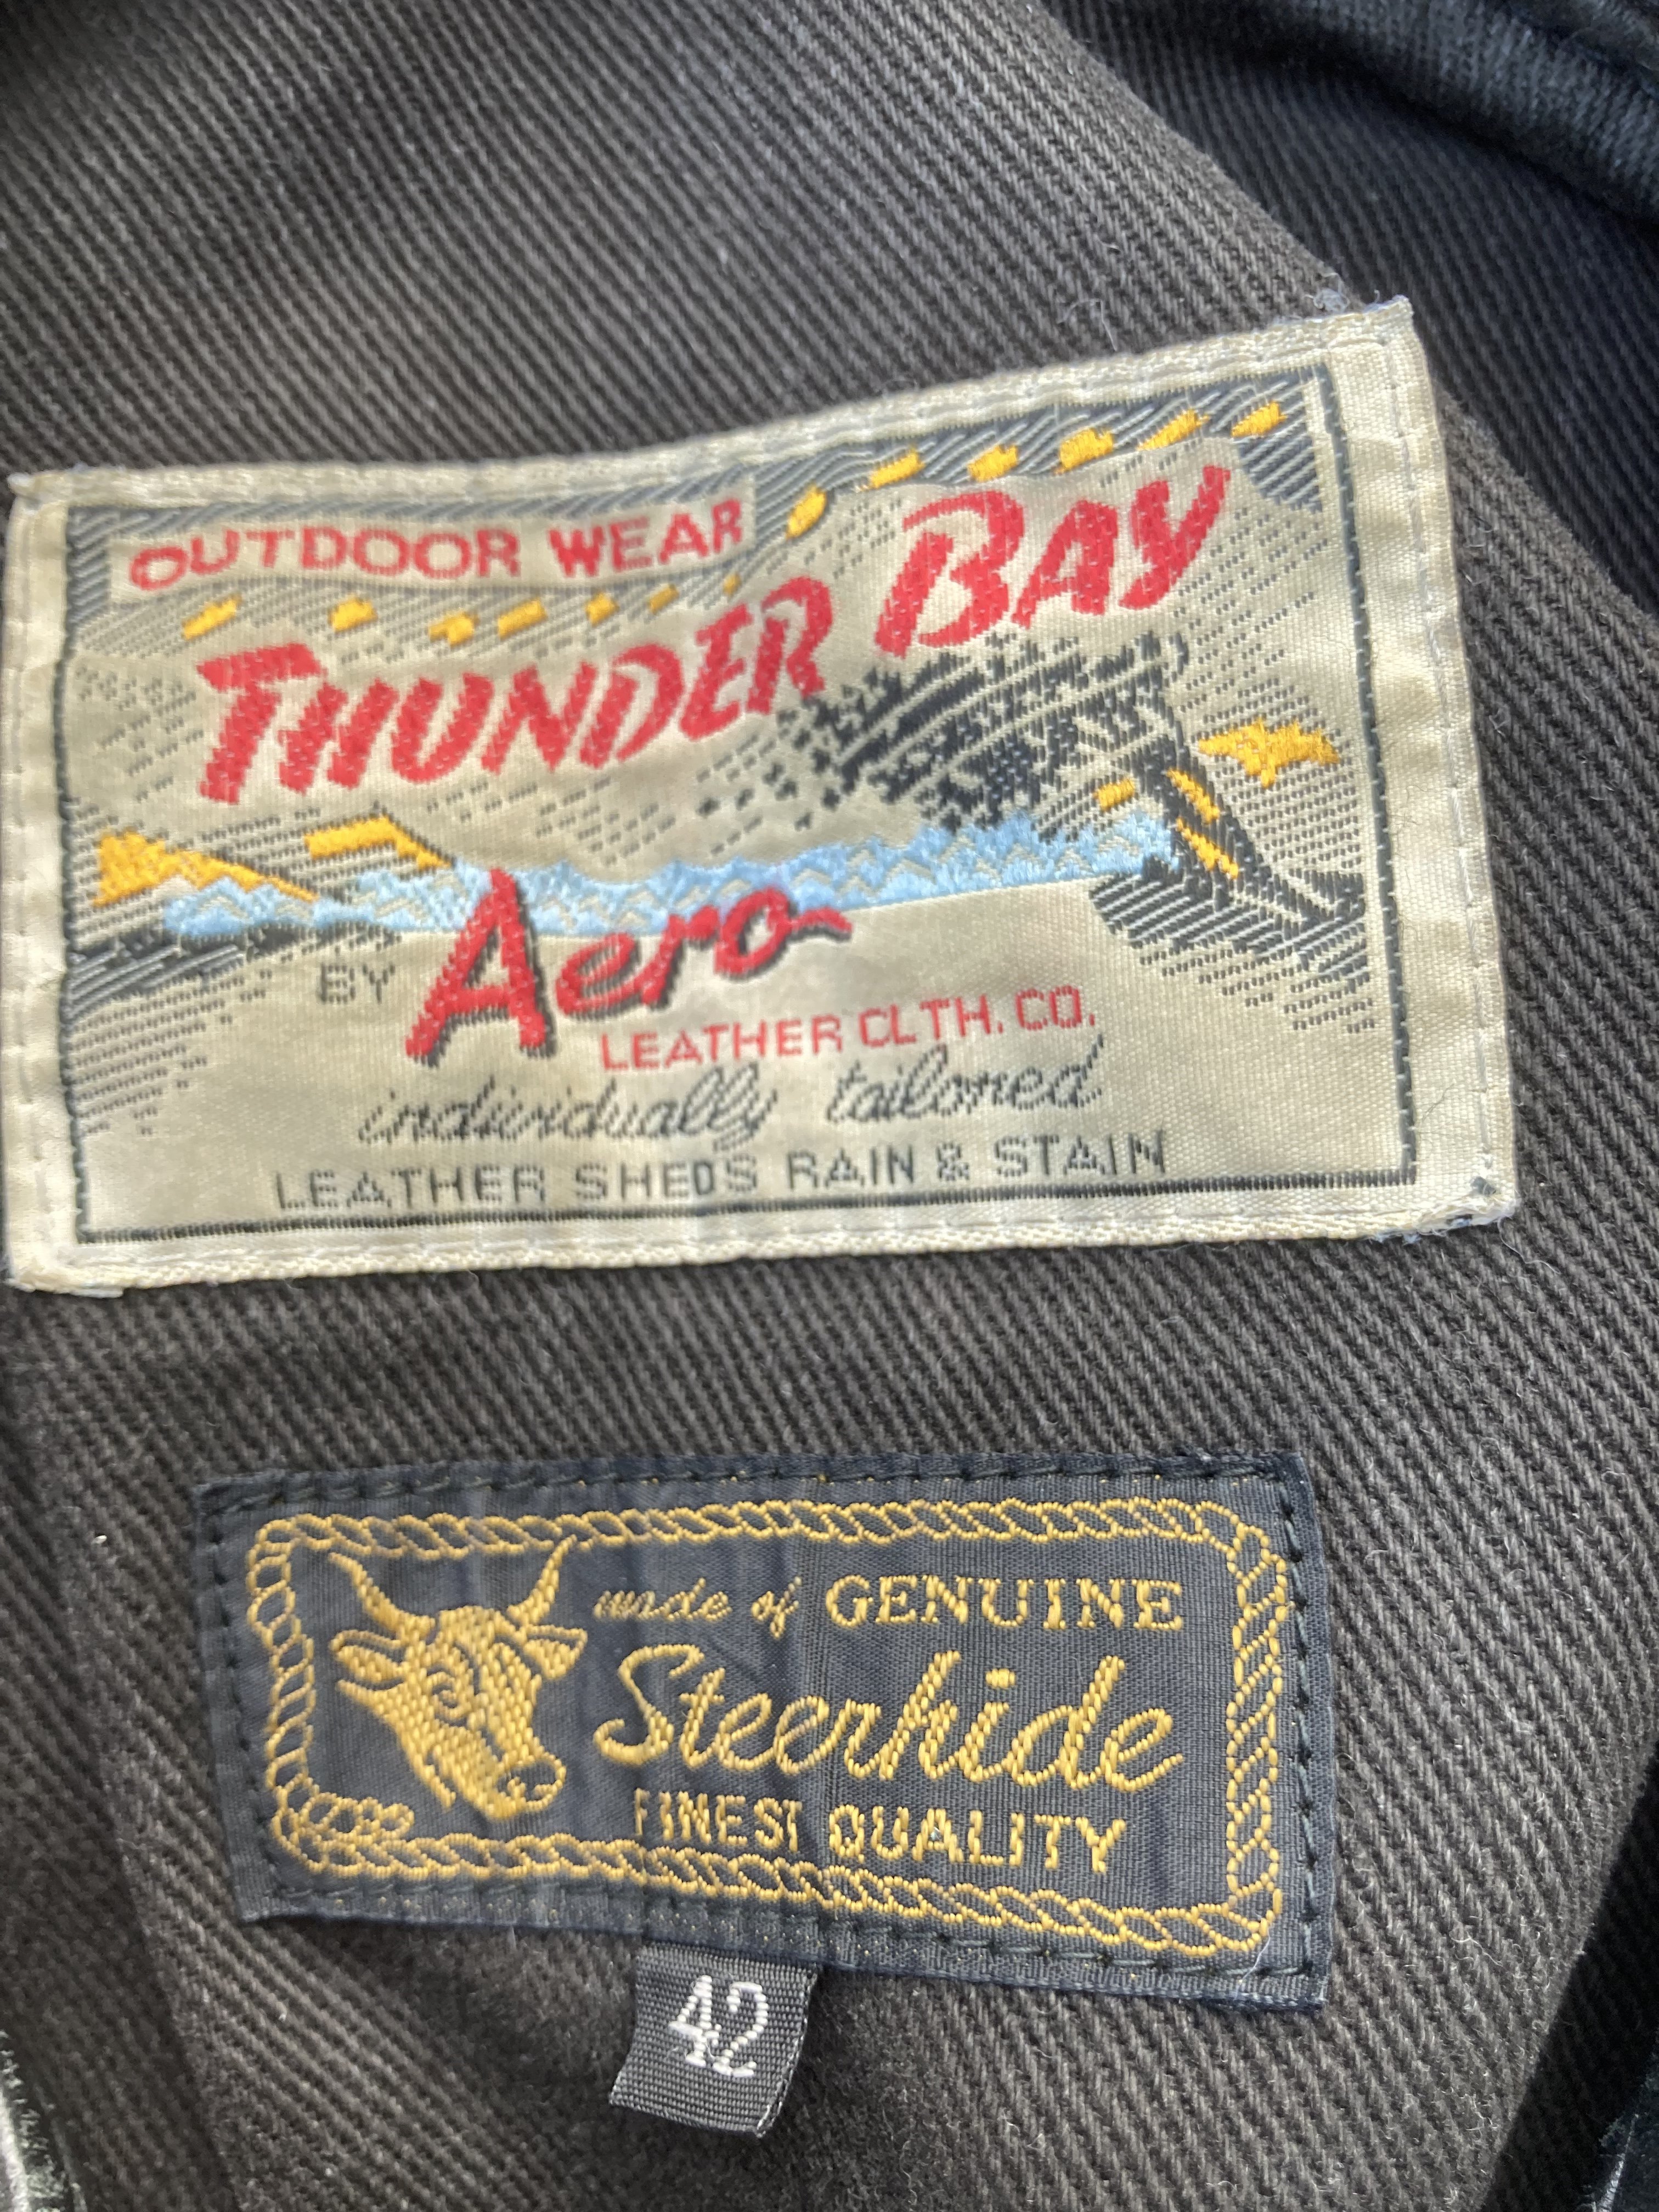 OUTDOOR WEAR
THUNDER BAY
BY Aero
LEATHER CLTH. CO.
individually tailored
LEATHER SHEDS RAIN & STAIN
made of GENUINE
Steerhide
FINEST QUALITY
42